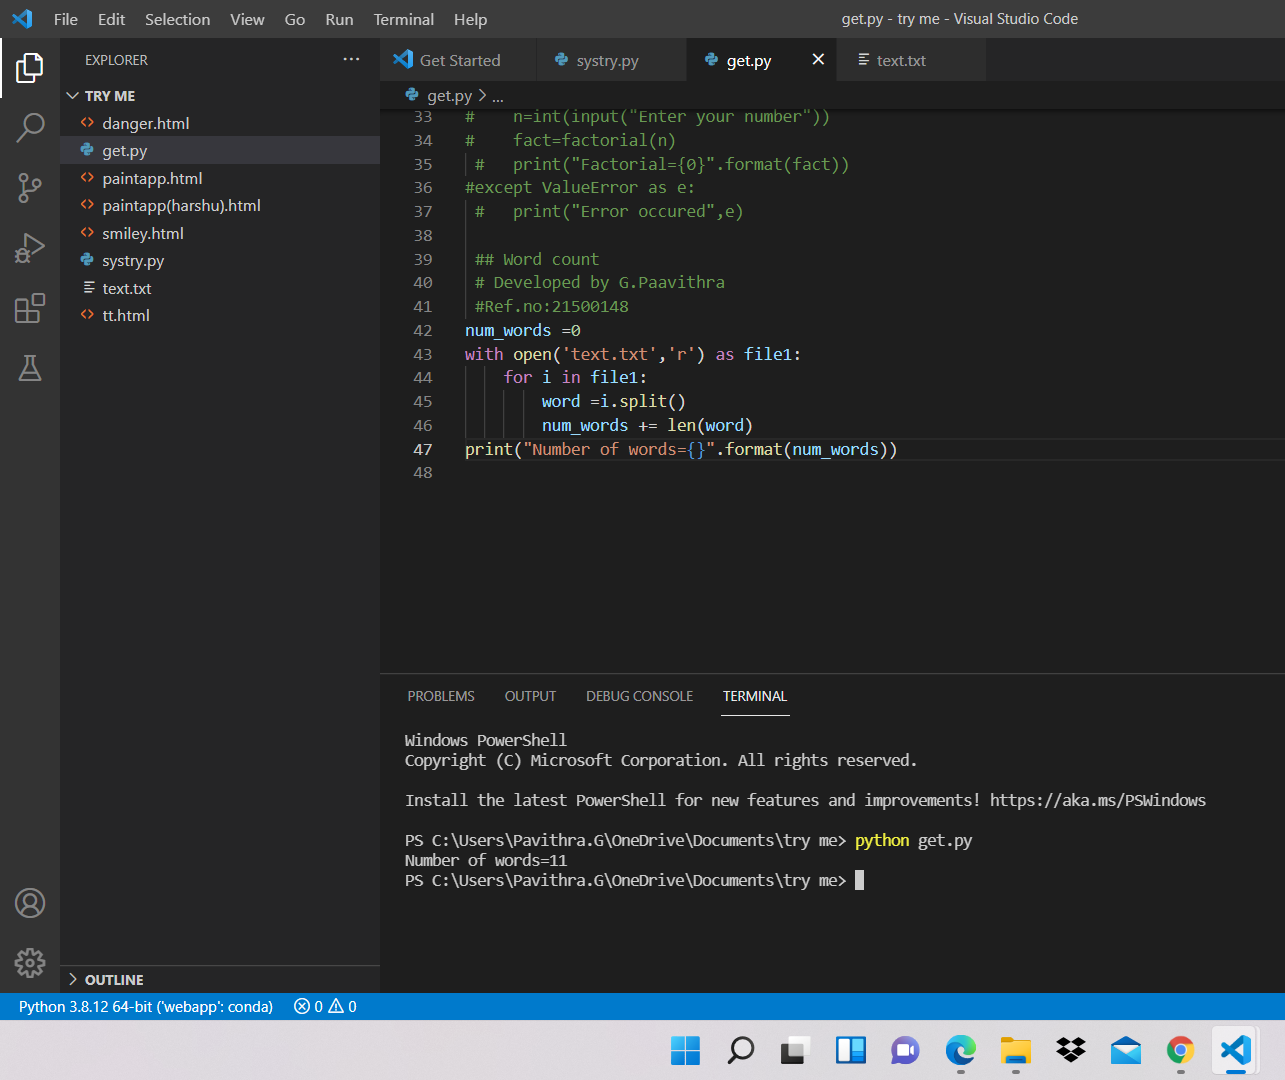 File Edit Selection View Go Run Terminal Help
get.py - try me - Visual Studio Code
EXPLORER ...
TRY ME
danger.html
get.py
paintapp.html
paintapp(harshu).html
smiley.html
systry.py
text.txt
tt.html
OUTLINE
Get Started systry.py get.py text.txt
get.py > ...
33 #    n=int(input("Enter your number"))
34 #    fact=factorial(n)
35  #   print("Factorial={0}".format(fact))
36 #except ValueError as e:
37  #   print("Error occured",e)
38
39  ## Word count
40  # Developed by G.Paavithra
41  #Ref.no:21500148
42 num_words =0
43 with open('text.txt','r') as file1:
44     for i in file1:
45         word =i.split()
46         num_words += len(word)
47 print("Number of words={}".format(num_words))
48
PROBLEMS OUTPUT DEBUG CONSOLE TERMINAL
Windows PowerShell
Copyright (C) Microsoft Corporation. All rights reserved.
Install the latest PowerShell for new features and improvements! https://aka.ms/PSWindows
PS C:\Users\Pavithra.G\OneDrive\Documents\try me> python get.py
Number of words=11
PS C:\Users\Pavithra.G\OneDrive\Documents\try me>
Python 3.8.12 64-bit ('webapp': conda) 0 0